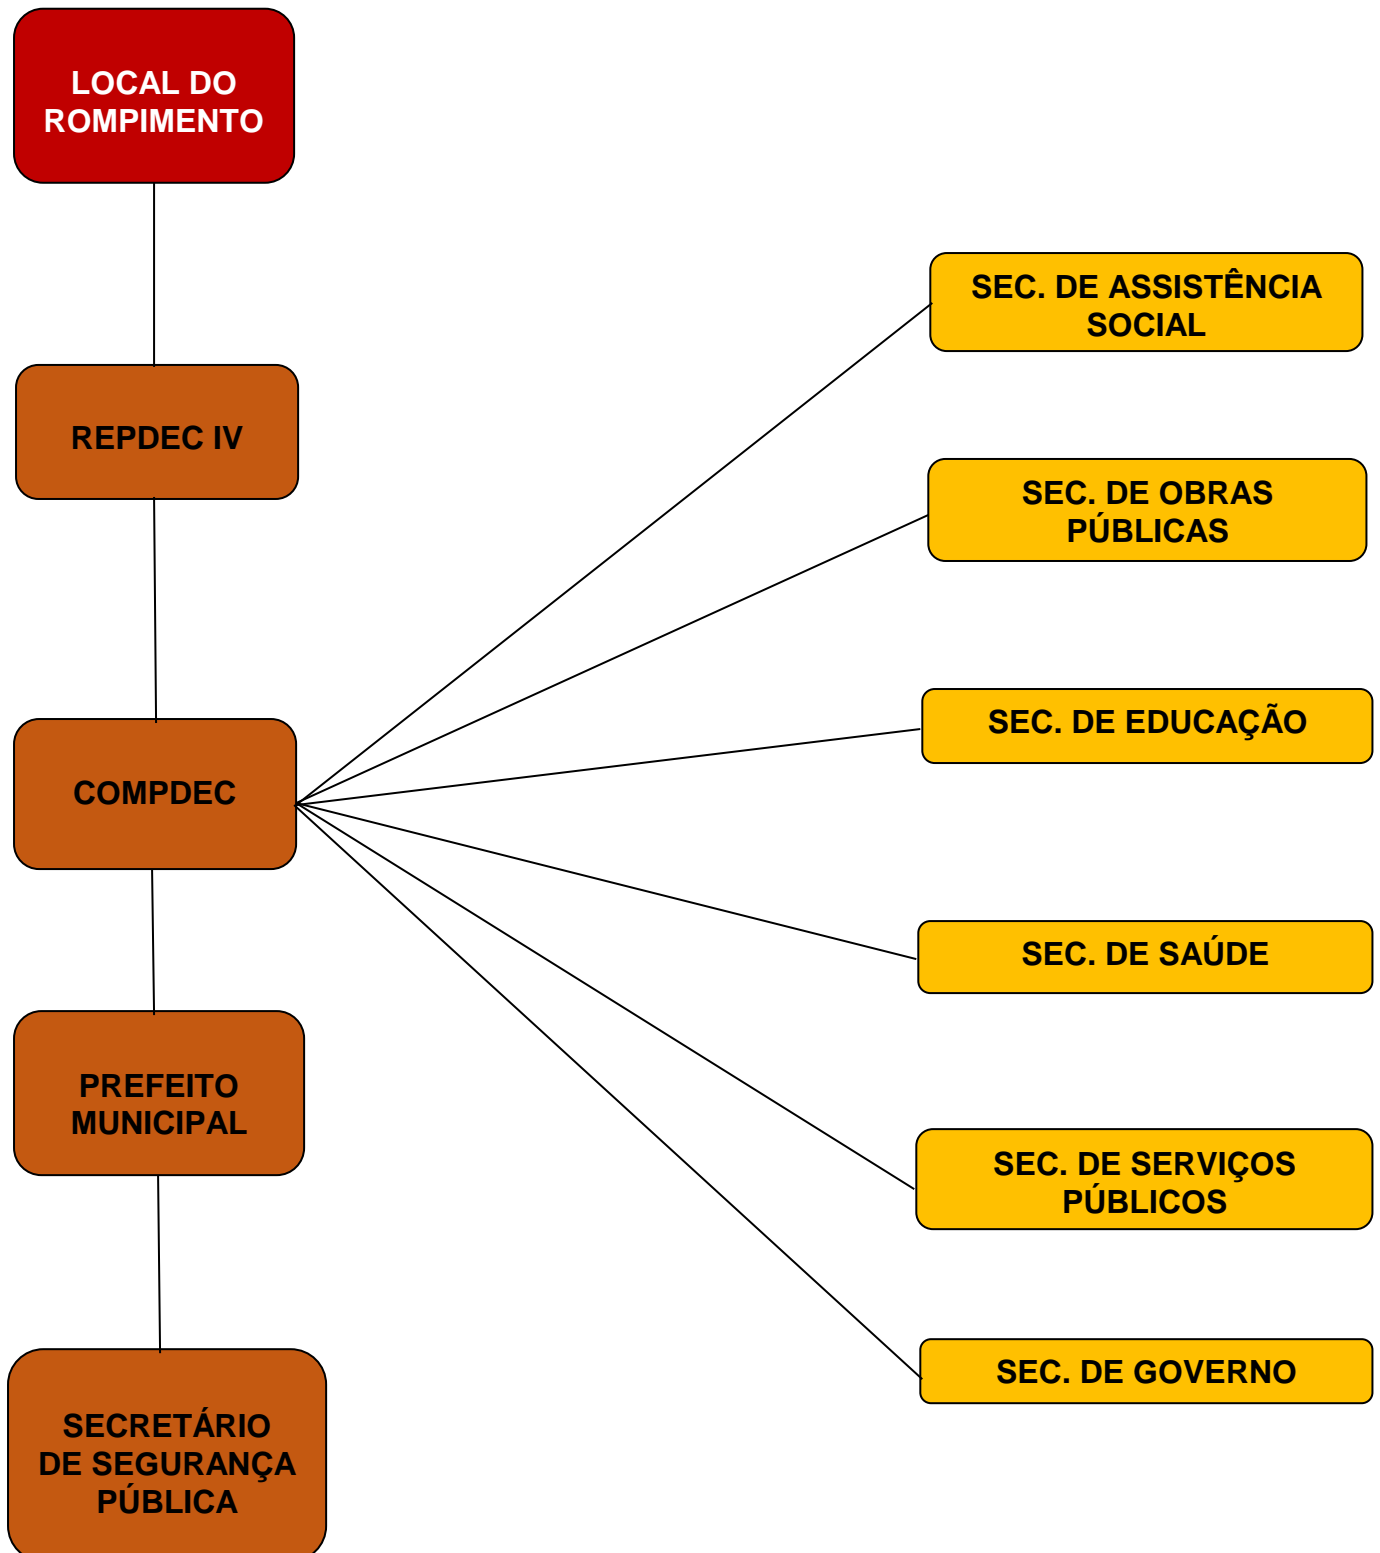 LOCAL DO
ROMPIMENTO
REPDEC IV
COMPDEC
PREFEITO
MUNICIPAL
SECRETÁRIO
DE SEGURANÇA
PÚBLICA
SEC. DE ASSISTÊNCIA
SOCIAL
SEC. DE OBRAS
PÚBLICAS
SEC. DE EDUCAÇÃO
SEC. DE SAÚDE
SEC. DE SERVIÇOS
PÚBLICOS
SEC. DE GOVERNO